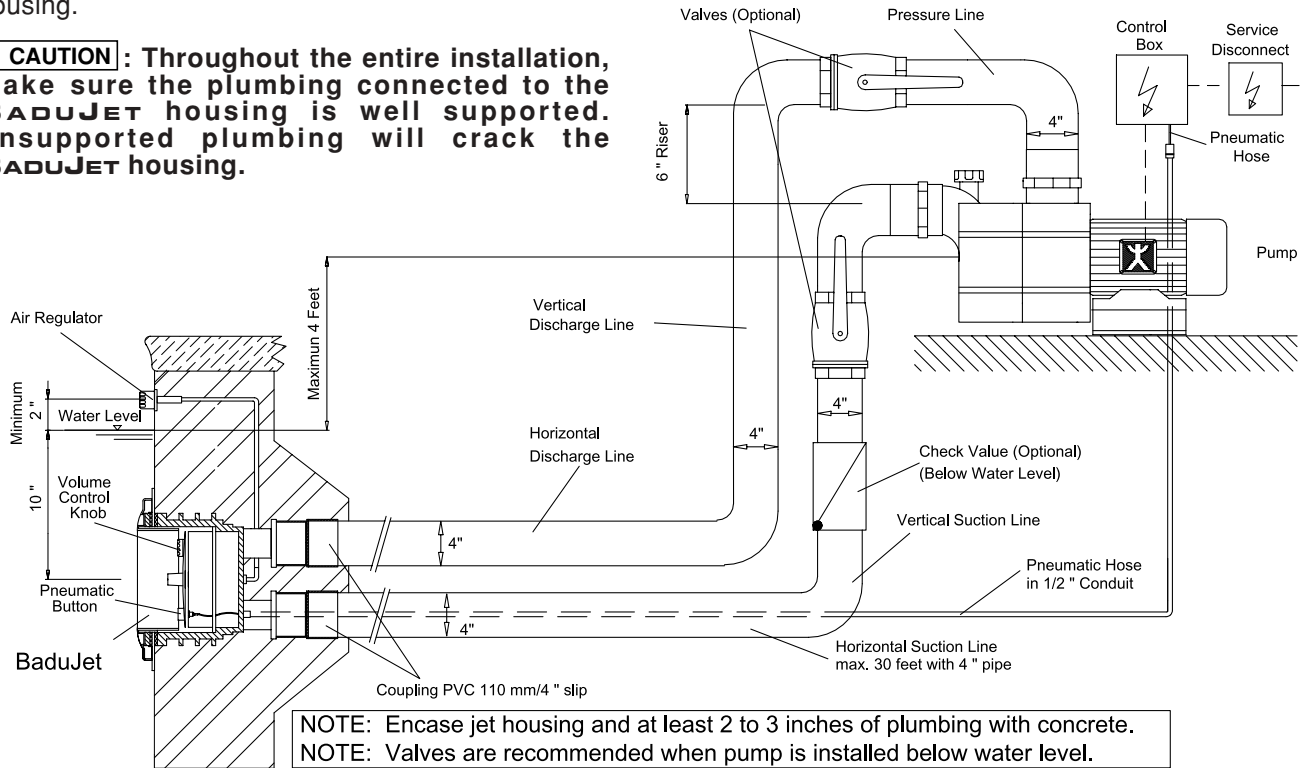 ousing.
CAUTION : Throughout the entire installation,
ake sure the plumbing connected to the
BADUJET housing is well supported.
nsupported plumbing will crack the
BADUJET housing.
Valves (Optional)
Pressure Line
Control
Box
Service
Disconnect
4"
Pneumatic
Hose
6 " Riser
Pump
Maximun 4 Feet
Vertical
Discharge Line
Air Regulator
Minimum
2 "
Water Level
4"
4"
Horizontal
Discharge Line
Check Value (Optional)
(Below Water Level)
10 "
Volume
Control
Knob
Vertical Suction Line
4"
Pneumatic Hose
in 1/2 " Conduit
Pneumatic
Button
4"
Horizontal Suction Line
max. 30 feet with 4 " pipe
BaduJet
Coupling PVC 110 mm/4 " slip
NOTE: Encase jet housing and at least 2 to 3 inches of plumbing with concrete.
NOTE: Valves are recommended when pump is installed below water level.